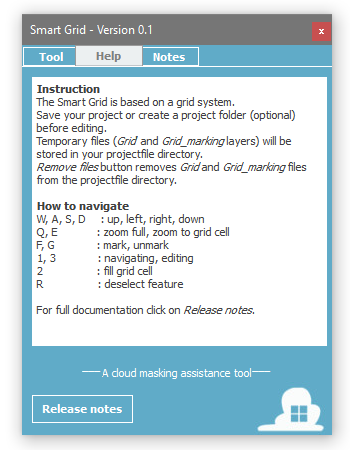 Smart Grid - Version 0.1
x
Tool Help Notes
Instruction
The Smart Grid is based on a grid system.
Save your project or create a project folder (optional)
before editing.
Temporary files (Grid and Grid_marking layers) will be
stored in your projectfile directory.
Remove files button removes Grid and Grid_marking files
from the projectfile directory.
How to navigate
W, A, S, D : up, left, right, down
Q, E : zoom full, zoom to grid cell
F, G : mark, unmark
1, 3 : navigating, editing
2 : fill grid cell
R : deselect feature
For full documentation click on Release notes.
A cloud masking assistance tool
Release notes